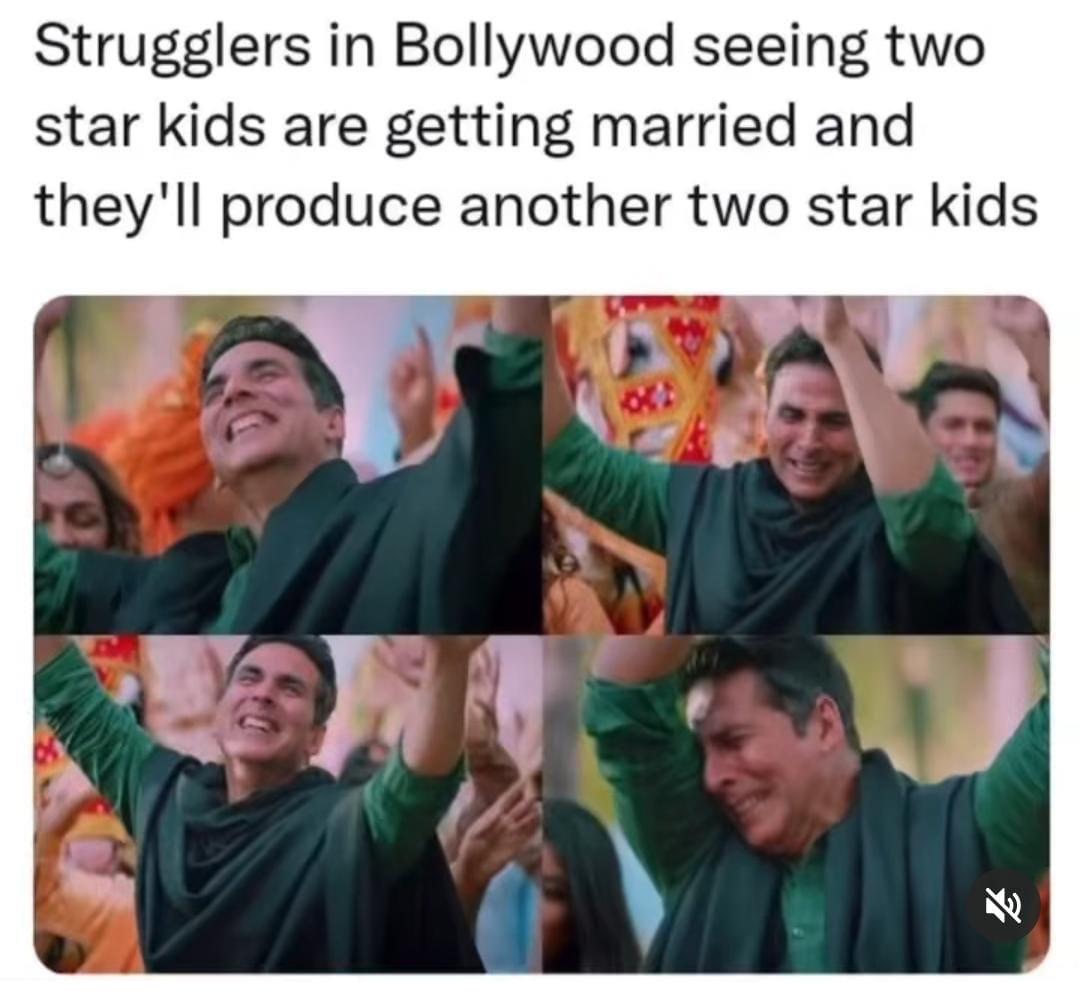 Strugglers in Bollywood seeing two
star kids are getting married and
they'll produce another two star kids